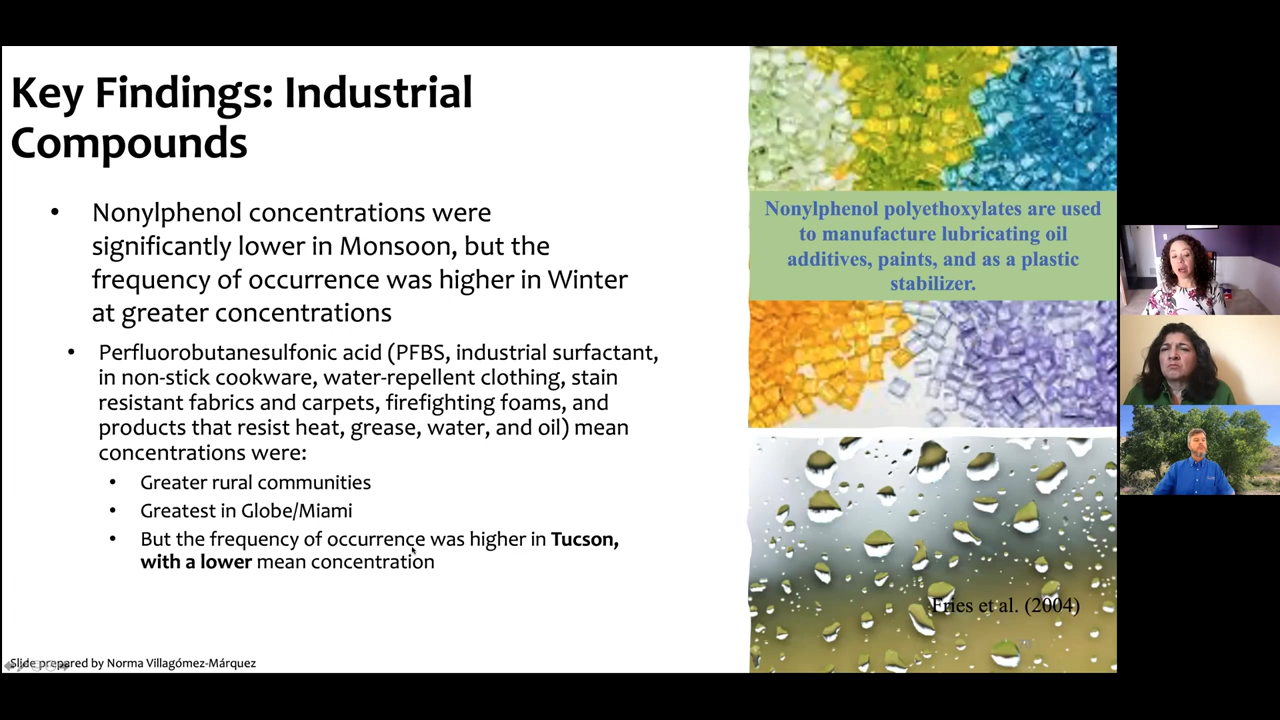 Key Findings: Industrial
Compounds
• Nonylphenol concentrations were
significantly lower in Monsoon, but the
frequency of occurrence was higher in Winter
at greater concentrations
• Perfluorobutanesulfonic acid (PFBS, industrial surfactant,
in non-stick cookware, water-repellent clothing, stain
resistant fabrics and carpets, firefighting foams, and
products that resist heat, grease, water, and oil) mean
concentrations were:
• Greater rural communities
• Greatest in Globe/Miami
• But the frequency of occurrence was higher in Tucson,
with a lower mean concentration
Slide prepared by Norma Villagómez-Márquez
Nonylphenol polyethoxylates are used
to manufacture lubricating oil
additives, paints, and as a plastic
stabilizer.
Fries et al. (2004)